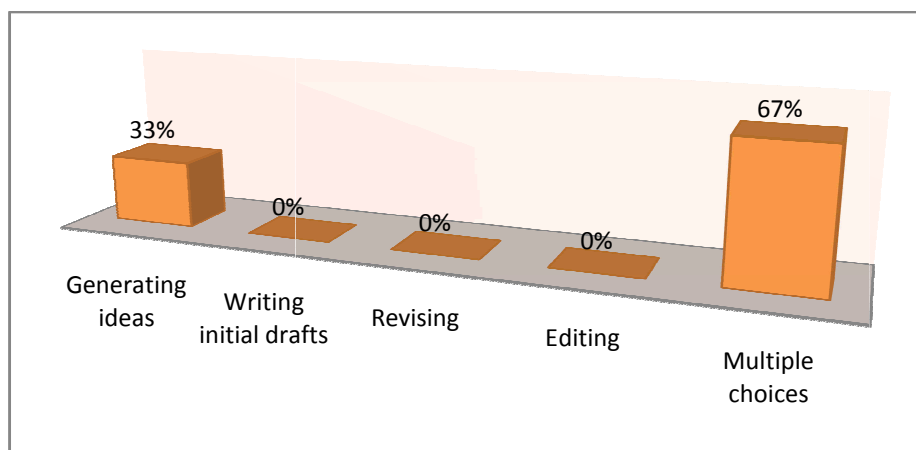 33%
0%
0%
0%
67%
Generating
ideas
Writing
initial drafts
Revising
Editing
Multiple
choices